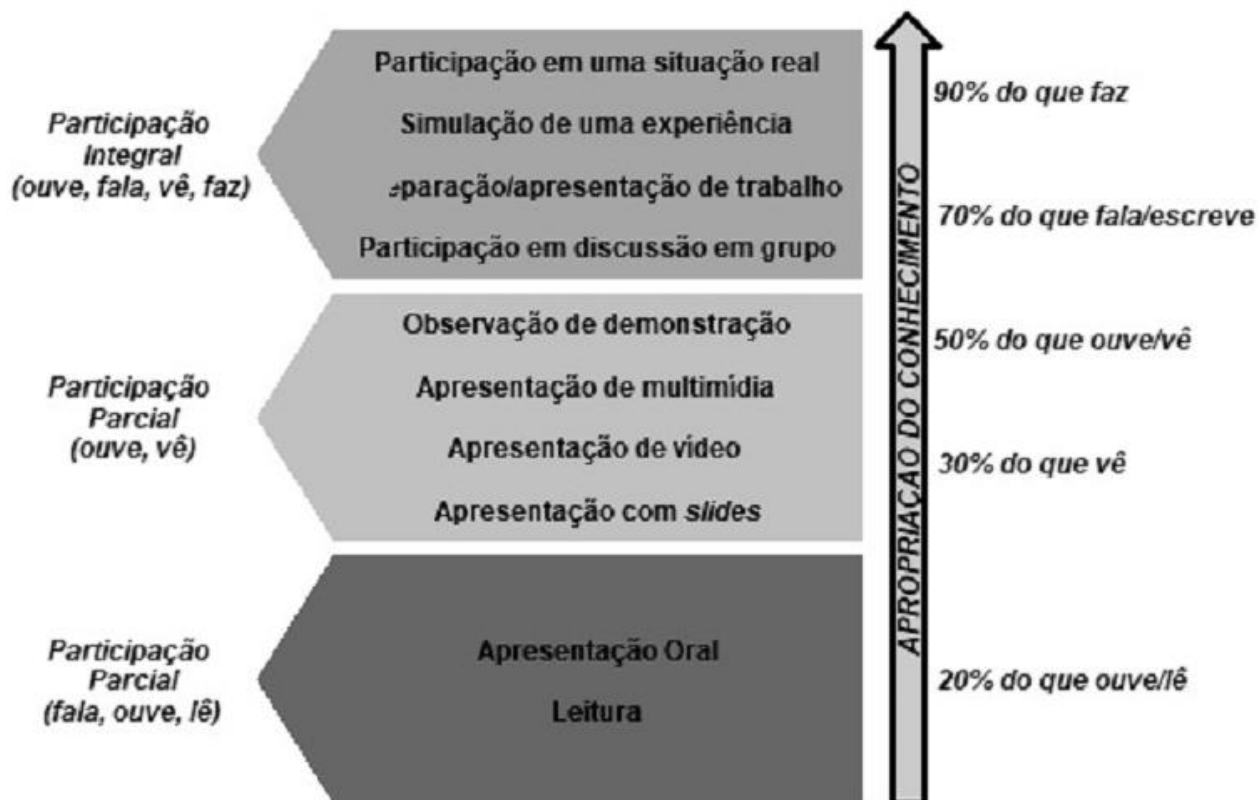 Participação em uma situação real
Simulação de uma experiência
eparação/apresentação de trabalho
Participação em discussão em grupo
Participação
Integral
(ouve, fala, vê, faz)
Observação de demonstração
Apresentação de multimídia
Apresentação de vídeo
Apresentação com slides
Participação
Parcial
(ouve, vê)
Apresentação Oral
Leitura
Participação
Parcial
(fala, ouve, lê)
APROPRIAÇAO DO CONHECIMENTO
90% do que faz
70% do que fala/escreve
50% do que ouve/vê
30% do que vê
20% do que ouve/lê